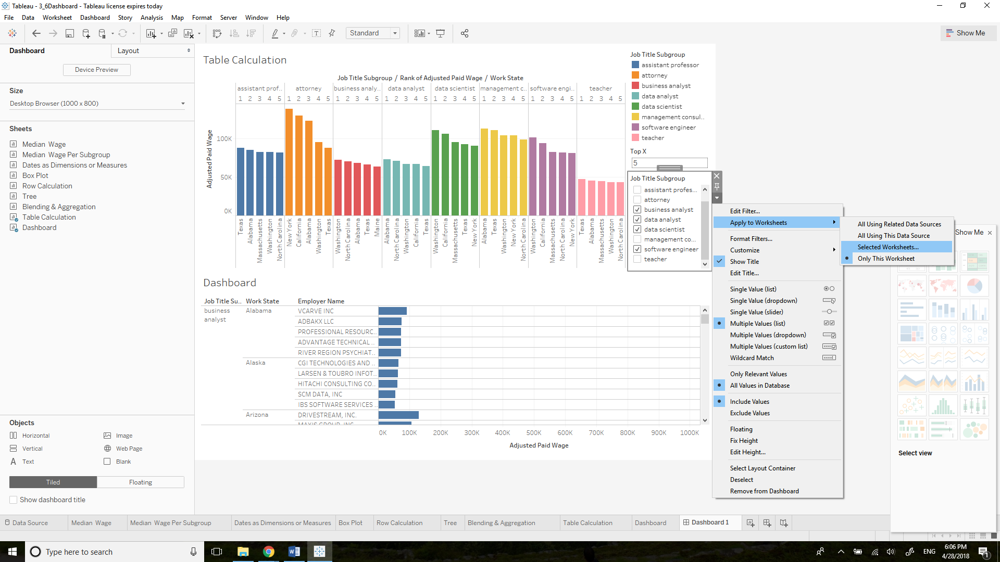 Tableau - 3_6Dashboard - Tableau license expires today
File Data Worksheet Dashboard Story Analysis Map Format Server Window Help
Standard
Show Me
Dashboard
Layout
Device Preview
Size
Desktop Browser (1000 x 800)
Sheets
Median Wage
Median Wage Per Subgroup
Dates as Dimensions or Measures
Box Plot
Row Calculation
Tree
Blending & Aggregation
Table Calculation
Dashboard
Objects
Horizontal
Image
Vertical
Web Page
Text
Blank
Tiled
Floating
Show dashboard title
Table Calculation
Job Title Subgroup / Rank of Adjusted Paid Wage / Work State
assistant prof.. attorney business analy.. data analyst data scientist management c.. software engi.. teacher
1 2 3 4 5 1 2 3 4 5 1 2 3 4 5 1 2 3 4 5 1 2 3 4 5 1 2 3 4 5 1 2 3 4 5 1 2 3 4 5
Adjusted Paid Wage
100K
50K
0K
Texas
Alabama
Massachusetts
Washington
North Carolina
New York
California
Alabama
Washington
Texas
Washington
North Carolina
Alabama
Texas
Maine
Alabama
North Carolina
Washington
California
Texas
Washington
California
Massachusetts
Texas
New York
Alabama
Massachusetts
Washington
California
North Carolina
Washington
California
Massachusetts
North Carolina
New York
Texas
Alabama
Massachusetts
Washington
North Carolina
Job Title Subgroup
assistant professor
attorney
business analyst
data analyst
data scientist
management consul..
software engineer
teacher
Top X
5
Job Title Subgroup
assistant profes...
attorney
business analyst
data analyst
data scientist
management co...
software engineer
teacher
Dashboard
Job Title Su.. Work State Employer Name
business analyst
Alabama
VCARVE INC
ADBAKX LLC
PROFESSIONAL RESOURC..
ADVANTAGE TECHNICAL ..
RIVER REGION PSYCHIAT..
Alaska
CGI TECHNOLOGIES AND ..
LARSEN & TOUBRO INFOT..
HITACHI CONSULTING CO..
SCM DATA, INC
IBS SOFTWARE SERVICES ..
Arizona
DRIVESTREAM, INC.
MAXIS GROUP, INC
0K 100K 200K 300K 400K 500K 600K 700K 800K 900K 1000K
Adjusted Paid Wage
Edit Filter...
Apply to Worksheets
Format Filters...
Customize
Show Title
Edit Title...
Single Value (list)
Single Value (dropdown)
Single Value (slider)
Multiple Values (list)
Multiple Values (dropdown)
Multiple Values (custom list)
Wildcard Match
Only Relevant Values
All Values in Database
Include Values
Exclude Values
Floating
Fix Height
Edit Height...
Select Layout Container
Deselect
Remove from Dashboard
All Using Related Data Sources
All Using This Data Source
Selected Worksheets...
Only This Worksheet
Show Me
Select view
Data Source Median Wage Median Wage Per Subgroup Dates as Dimensions or Measures Box Plot Row Calculation Tree Blending & Aggregation Table Calculation Dashboard Dashboard 1
Type here to search
ENG
6:06 PM
4/28/2018
1